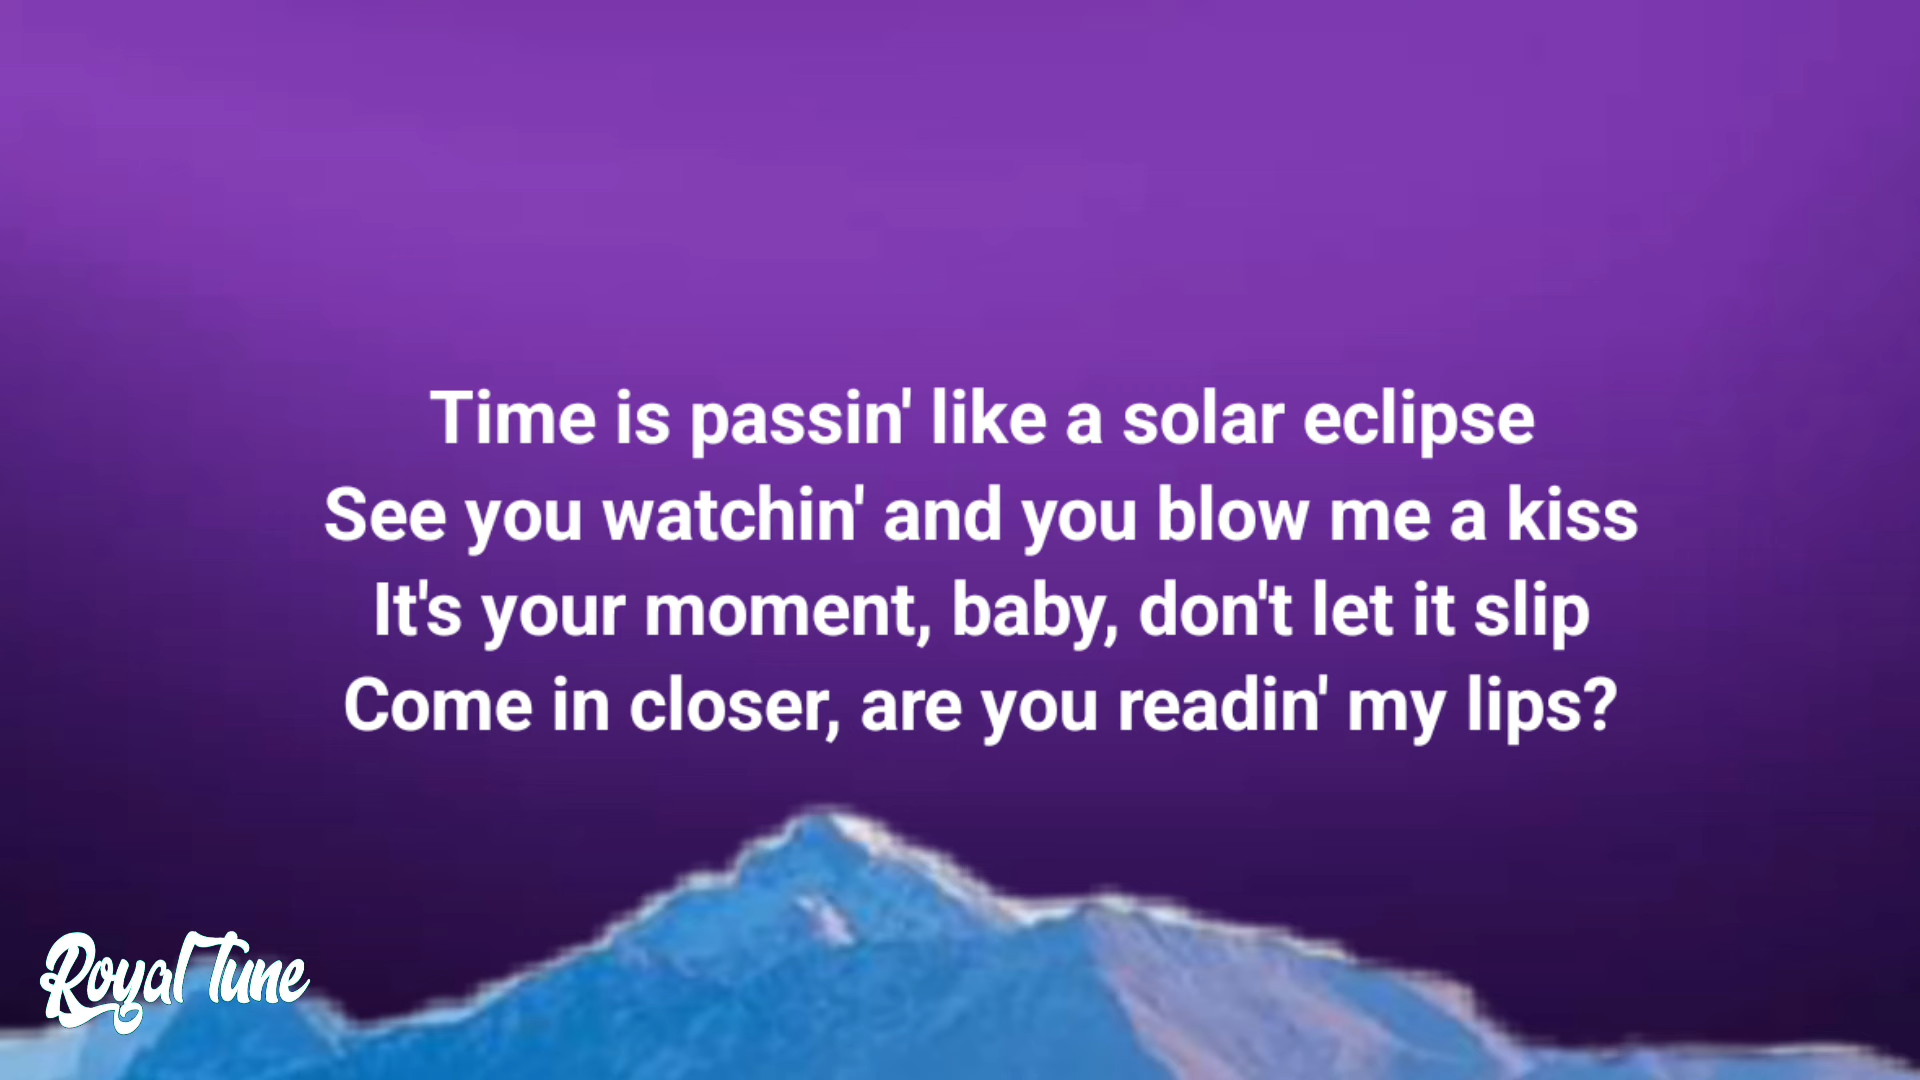 Time is passin' like a solar eclipse
See you watchin' and you blow me a kiss
It's your moment, baby, don't let it slip
Come in closer, are you readin' my lips?
Royal Tune